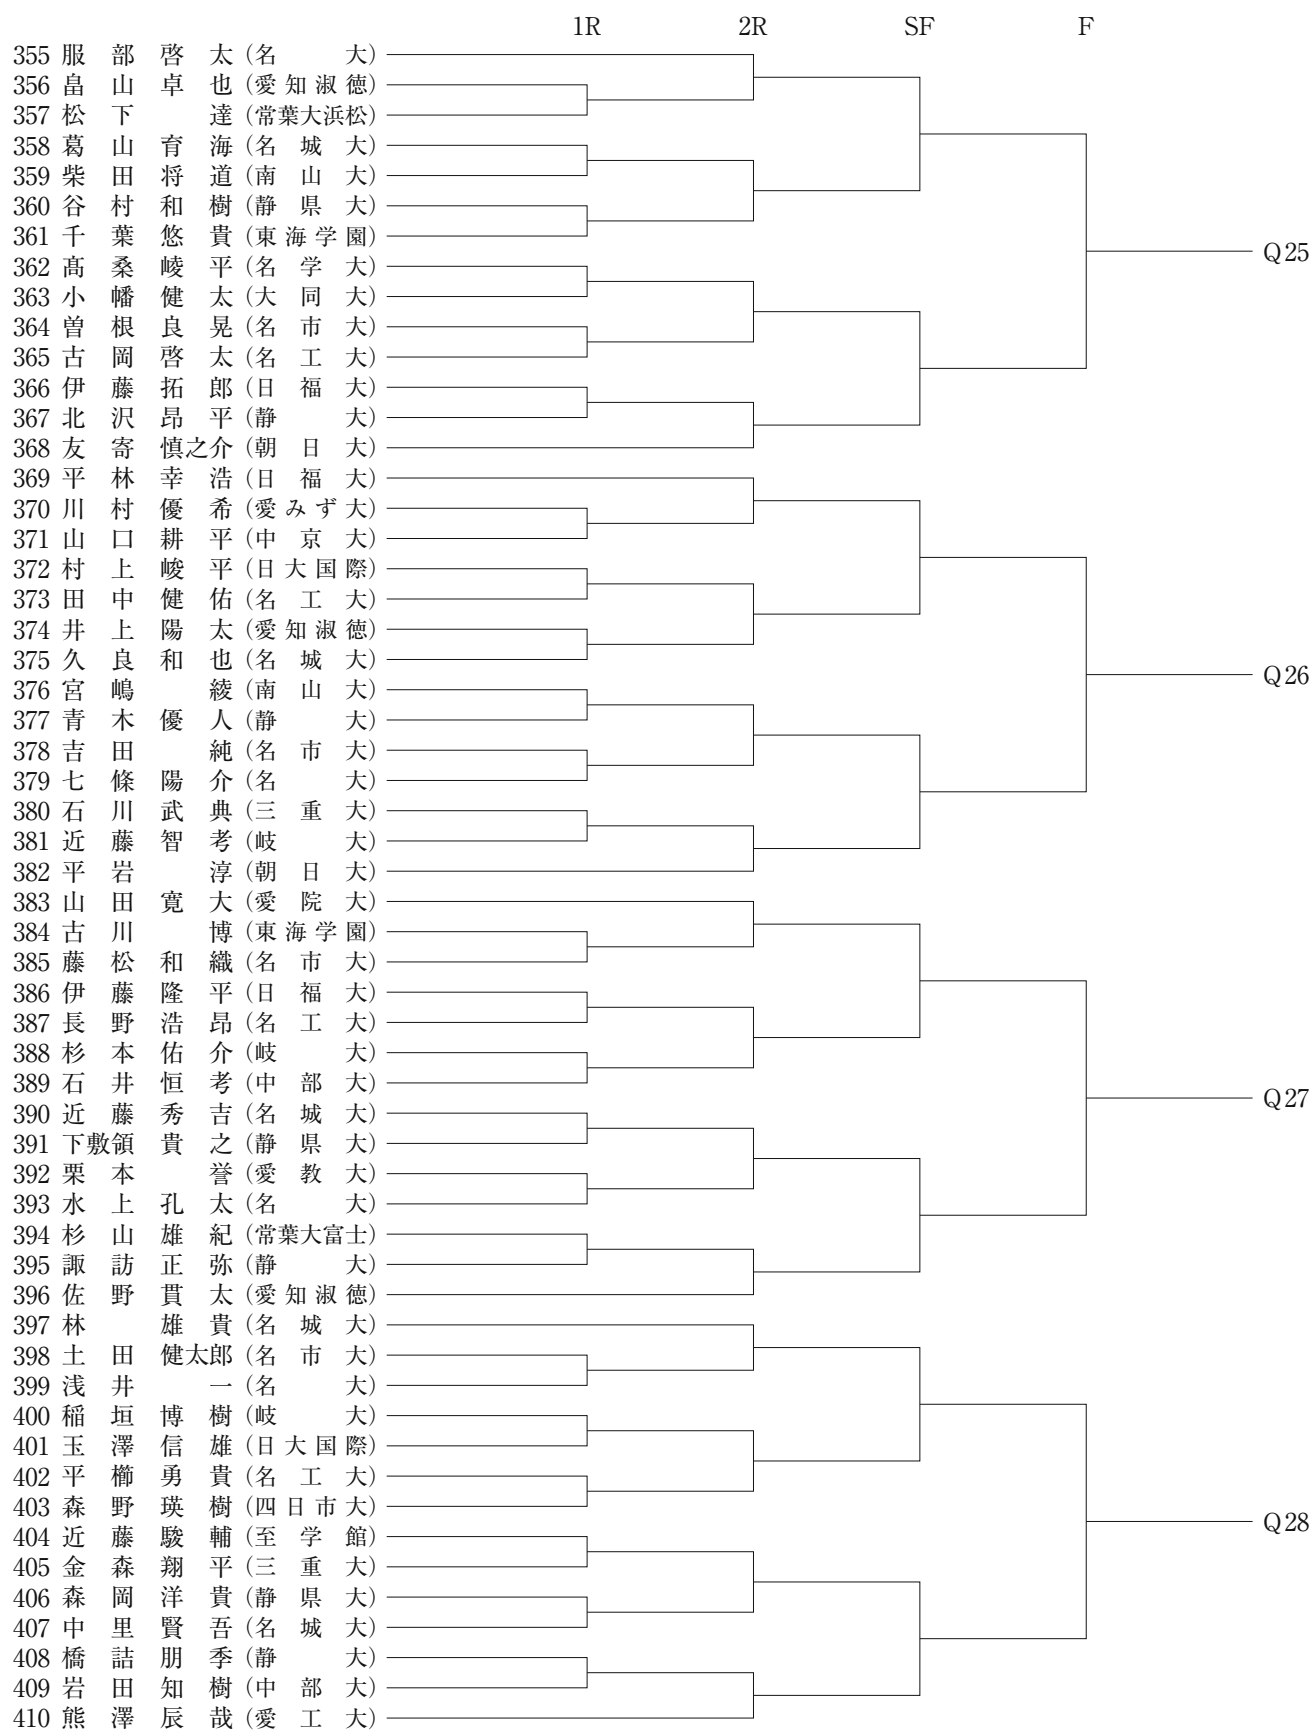 1R 2R SF F
355 服部啓太(名大)
356 畠山卓也(愛知淑徳)
357 松下達(常葉大浜松)
358 葛山育海(名城大)
359 柴田将道(南山大)
360 谷村和樹(静県大)
361 千葉悠貴(東海学園)
Q25
362 髙桑崚平(名学大)
363 小幡健太(大同大)
364 曽根良晃(名市大)
365 古岡啓太(名工大)
366 伊藤拓郎(日福大)
367 北沢昂平(静大)
368 友寄慎之介(朝日大)
369 平林幸浩(日福大)
370 川村優希(愛みず大)
371 山口耕平(中京大)
372 村上峻平(日大国際)
373 田中健佑(名工大)
374 井上陽太(愛知淑徳)
375 久良和也(名城大)
Q26
376 宮嶋綾(南山大)
377 青木優人(静大)
378 吉田純(名市大)
379 七條陽介(名大)
380 石川武典(三重大)
381 近藤智考(岐大)
382 平岩淳(朝日大)
383 山田寛大(愛院大)
384 古川博(東海学園)
385 藤松和織(名市大)
386 伊藤隆平(日福大)
387 長野浩昂(名工大)
388 杉本佑介(岐大)
389 石井恒考(中部大)
Q27
390 近藤秀吉(名城大)
391 下敷領貴之(静県大)
392 栗本誉(愛教大)
393 水上孔太(名大)
394 杉山雄紀(常葉大富士)
395 諏訪正弥(静大)
396 佐野貫太(愛知淑徳)
397 林雄貴(名城大)
398 土田健太郎(名市大)
399 浅井一(名大)
400 稲垣博樹(岐大)
401 玉澤信雄(日大国際)
402 平櫛勇貴(名工大)
403 森野瑛樹(四日市大)
Q28
404 近藤駿輔(至学館)
405 金森翔平(三重大)
406 森岡洋貴(静県大)
407 中里賢吾(名城大)
408 橋詰朋季(静大)
409 岩田知樹(中部大)
410 熊澤辰哉(愛工大)